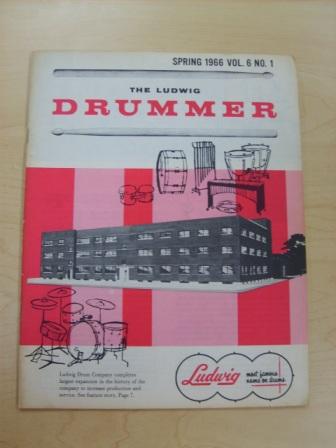 SPRING 1966 VOL. 6 NO. 1
THE LUDWIG
DRUMMER
Ludwig Drum Company completes
largest expansion in the history of the
company to increase production and
service. See feature story, Page 7.
Ludwig
most famous
name on drums